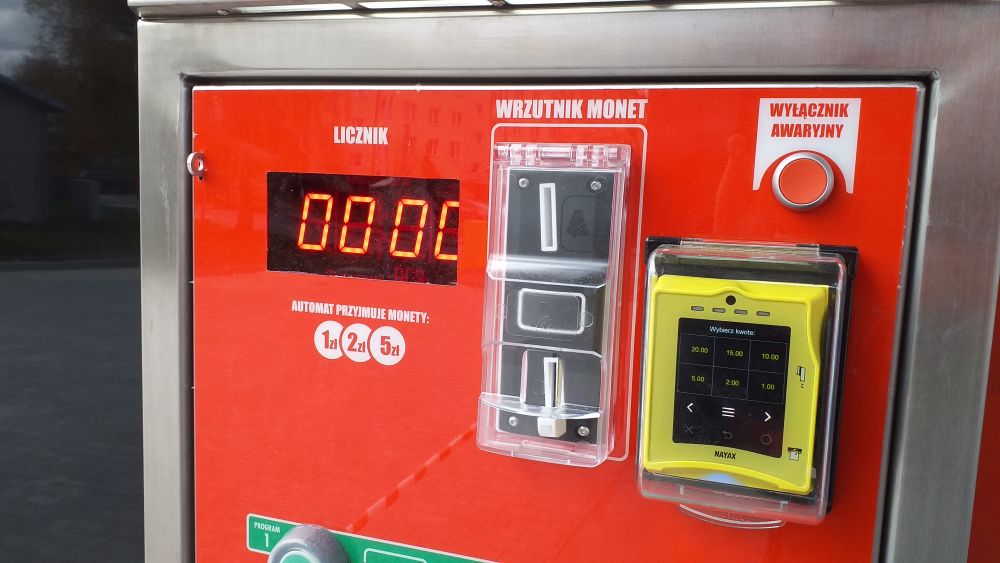 LICZNIK
0000
AUTOMAT PRZYJMUJE MONETY:
1zł 2zł 5zł
WRZUTNIK MONET
WYŁĄCZNIK
AWARYJNY
Wybierz kwotę:
20.00 15.00 10.00
5.00 2.00 1.00
NAYAX
PROGRAM
1